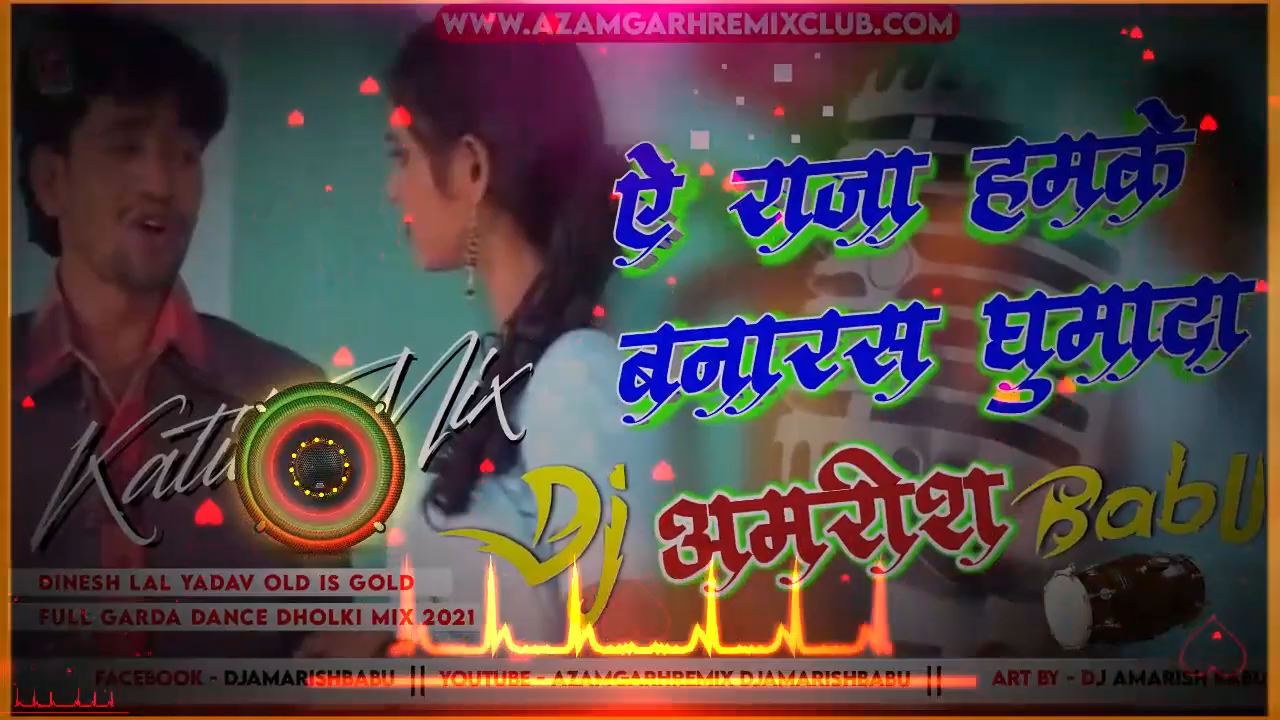 WWW.AZAMGARHREMIXCLUB.COM
ऐ राजा हमके
बनारस घुमादा
Mix
Dj अमरीश BabU
DINESH LAL YADAV OLD IS GOLD
FULL GARDA DANCE DHOLKI MIX 2021
FACEBOOK - DJAMARISHBABU || YOUTUBE - AZAMGARHREMIX DJAMARISHBABU || ART BY - DJ AMARISH BABU